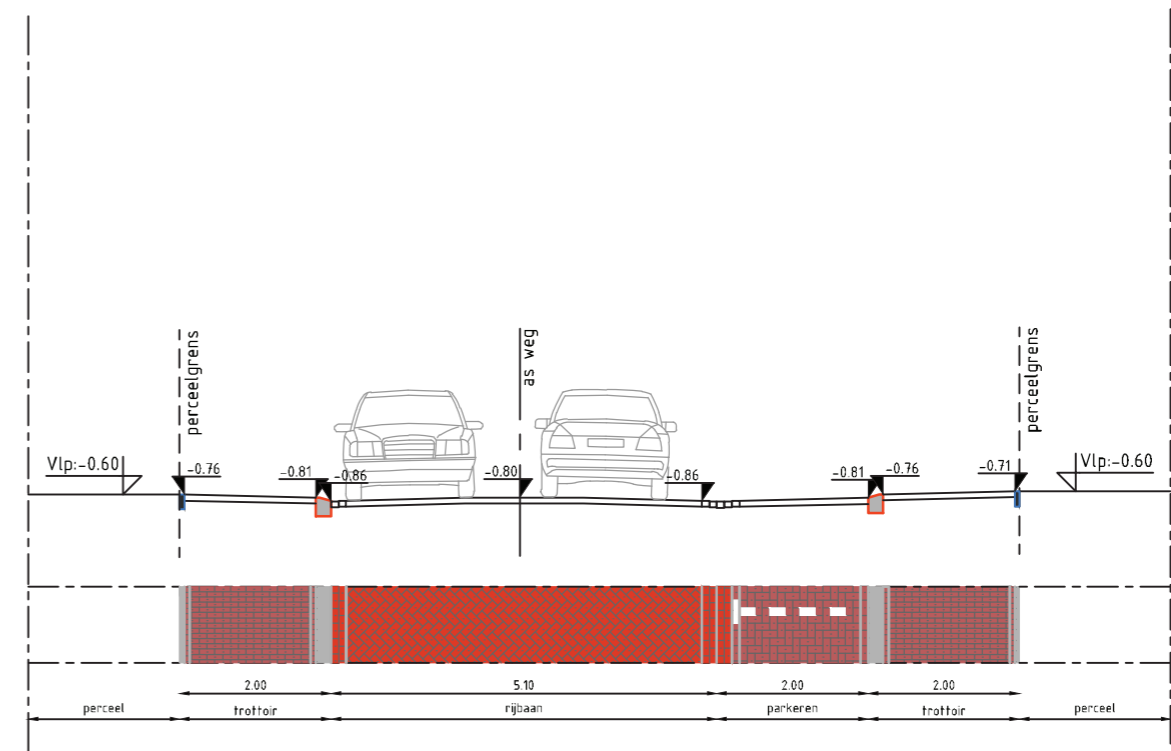 perceelgrens
as weg
perceelgrens
Vlp:-0.60
-0.76
-0.81
-0.86
-0.80
-0.86
-0.81
-0.76
-0.71
Vlp:-0.60
2.00
5.10
2.00
2.00
perceel
trottoir
rijbaan
parkeren
trottoir
perceel